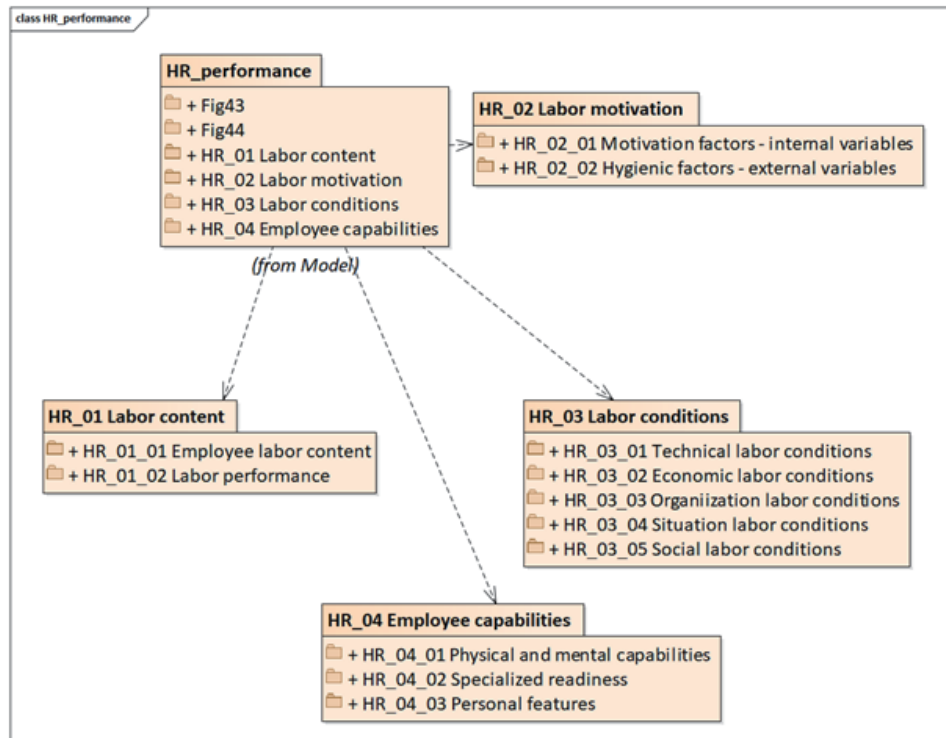 class HR_performance
HR_performance
+ Fig43
+ Fig44
+ HR_01 Labor content
+ HR_02 Labor motivation
+ HR_03 Labor conditions
+ HR_04 Employee capabilities
(from Model)
HR_02 Labor motivation
+ HR_02_01 Motivation factors - internal variables
+ HR_02_02 Hygienic factors - external variables
HR_01 Labor content
+ HR_01_01 Employee labor content
+ HR_01_02 Labor performance
HR_03 Labor conditions
+ HR_03_01 Technical labor conditions
+ HR_03_02 Economic labor conditions
+ HR_03_03 Organiization labor conditions
+ HR_03_04 Situation labor conditions
+ HR_03_05 Social labor conditions
HR_04 Employee capabilities
+ HR_04_01 Physical and mental capabilities
+ HR_04_02 Specialized readiness
+ HR_04_03 Personal features